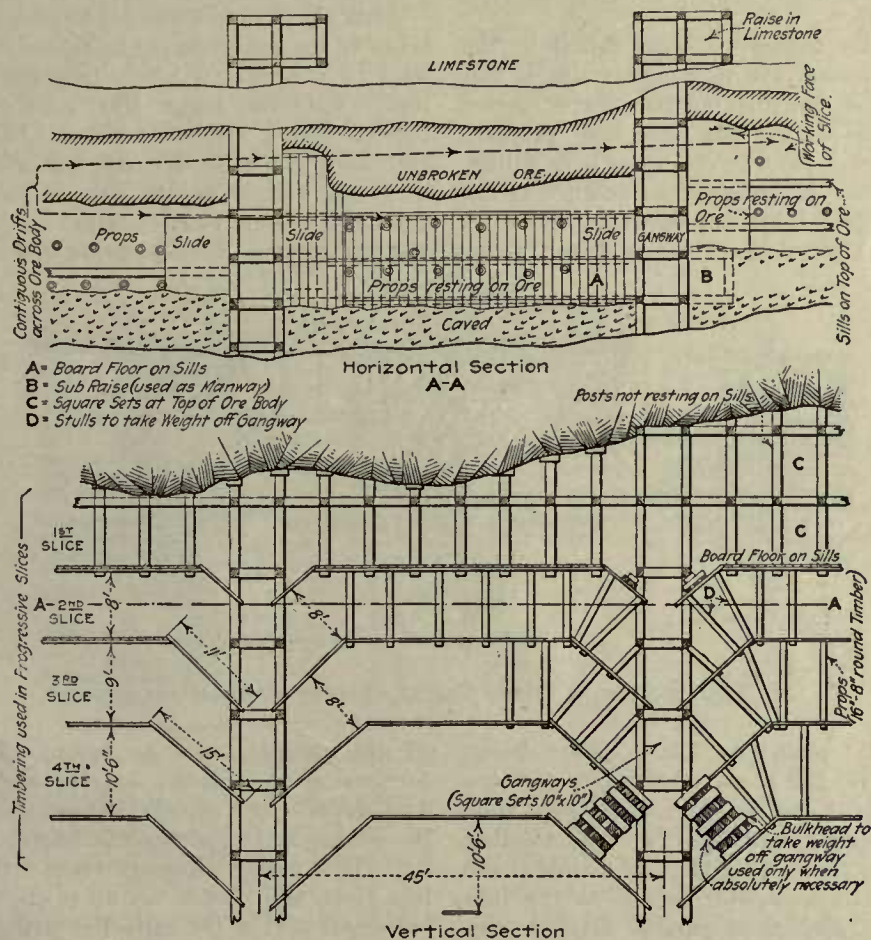 Raise in
Limestone
LIMESTONE
Working Face
of Slice.
UNBROKEN ORE
Contiguous Drifts
across Ore Body
Props
Slide
Slide
Slide
GANGWAY
Props resting on
Ore
Props resting on Ore
A
B
Sills on Top of Ore
Caved
A = Board Floor on Sills
B = Sub Raise (used as Manway)
C = Square Sets at Top of Ore Body
D = Stulls to take Weight off Gangway
Horizontal Section
A-A
Posts not resting on Sills
C
C
1ST
SLICE
Board Floor on Sills
A
2ND
SLICE
8'
8'
D
A
Timbering used in Progressive Slices
11'
3RD
SLICE
9'
8'
Props
16"-8" round Timber
15'
4TH.
SLICE
10'-6"
Gangways
(Square Sets 10"x10")
Bulkhead to
take weight
off gangway
used only when
absolutely necessary
10'-6"
45'
Vertical Section